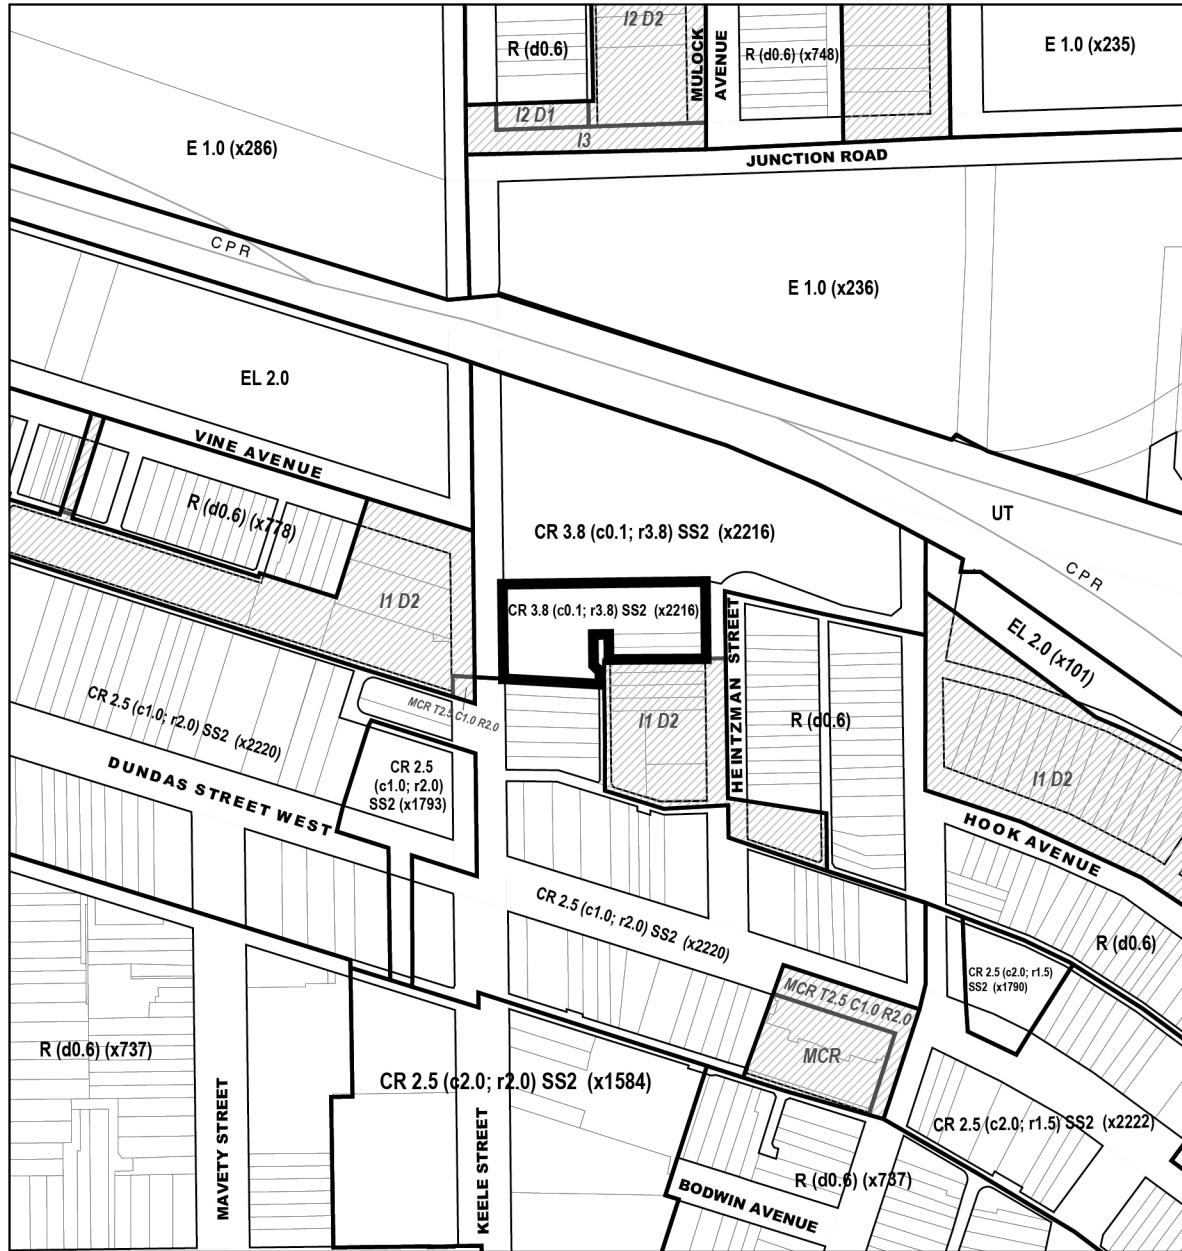 I2 D2
R (d0.6)
MULOCK
AVENUE
R (d0.6) (x748)
E 1.0 (x235)
I2 D1
I3
E 1.0 (x286)
JUNCTION ROAD
CPR
E 1.0 (x236)
EL 2.0
VINE AVENUE
R (d0.6) (x778)
UT
CR 3.8 (c0.1; r3.8) SS2 (x2216)
CPR
I1 D2
CR 3.8 (c0.1; r3.8) SS2 (x2216)
HEINTZMAN STREET
EL 2.0 (x101)
CR 2.5 (c1.0; r2.0) SS2 (x2220)
MCR T2.5 C1.0 R2.0
I1 D2
R (d0.6)
I1 D2
DUNDAS STREET WEST
CR 2.5
(c1.0; r2.0)
SS2 (x1793)
HOOK AVENUE
CR 2.5 (c1.0; r2.0) SS2 (x2220)
R (d0.6)
CR 2.5 (c2.0; r1.5)
SS2 (x1790)
MCR T2.5 C1.0 R2.0
MCR
R (d0.6) (x737)
CR 2.5 (c2.0; r2.0) SS2 (x1584)
CR 2.5 (c2.0; r1.5) SS2 (x2222)
MAVETY STREET
KEELE STREET
R (d0.6) (x737)
BODWIN AVENUE